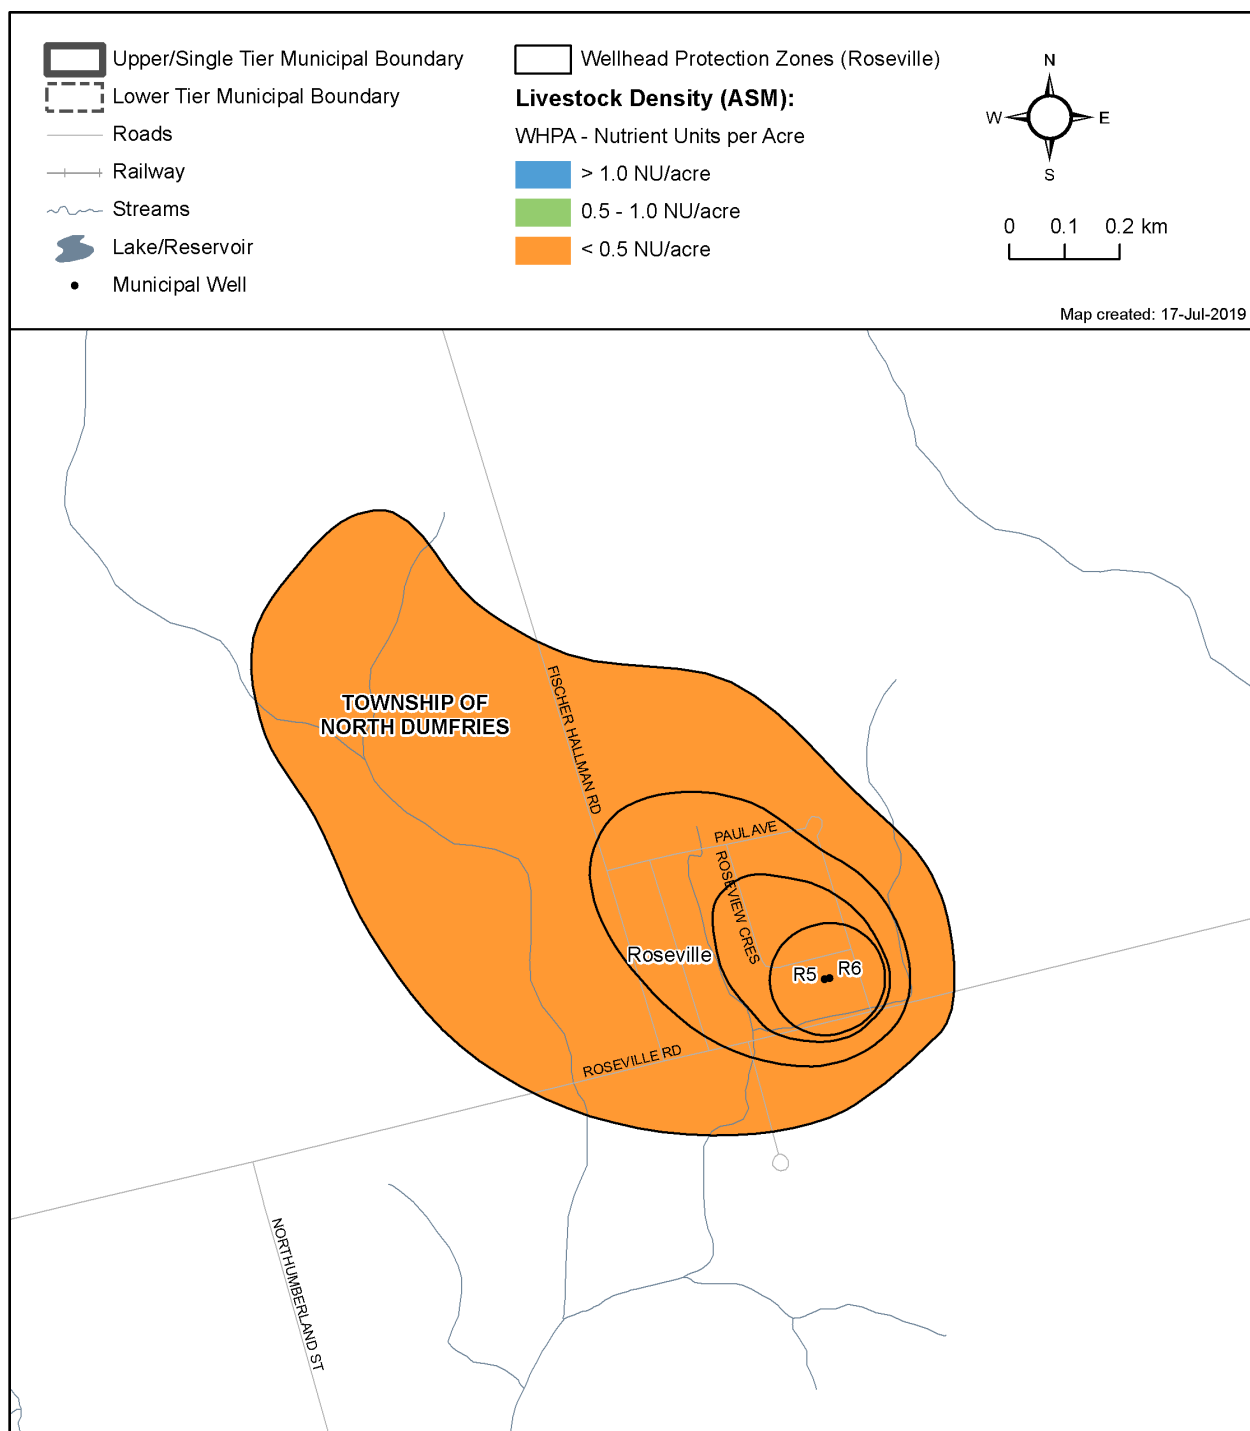 Upper/Single Tier Municipal Boundary
Lower Tier Municipal Boundary
Roads
Railway
Streams
Lake/Reservoir
Municipal Well
Wellhead Protection Zones (Roseville)
Livestock Density (ASM):
WHPA - Nutrient Units per Acre
> 1.0 NU/acre
0.5 - 1.0 NU/acre
< 0.5 NU/acre
N
W E
S
0 0.1 0.2 km
Map created: 17-Jul-2019
TOWNSHIP OF
NORTH DUMFRIES
FISCHER HALLMAN RD
PAUL AVE
ROSEVIEW CRES
Roseville
R5 R6
ROSEVILLE RD
NORTHUMBERLAND ST